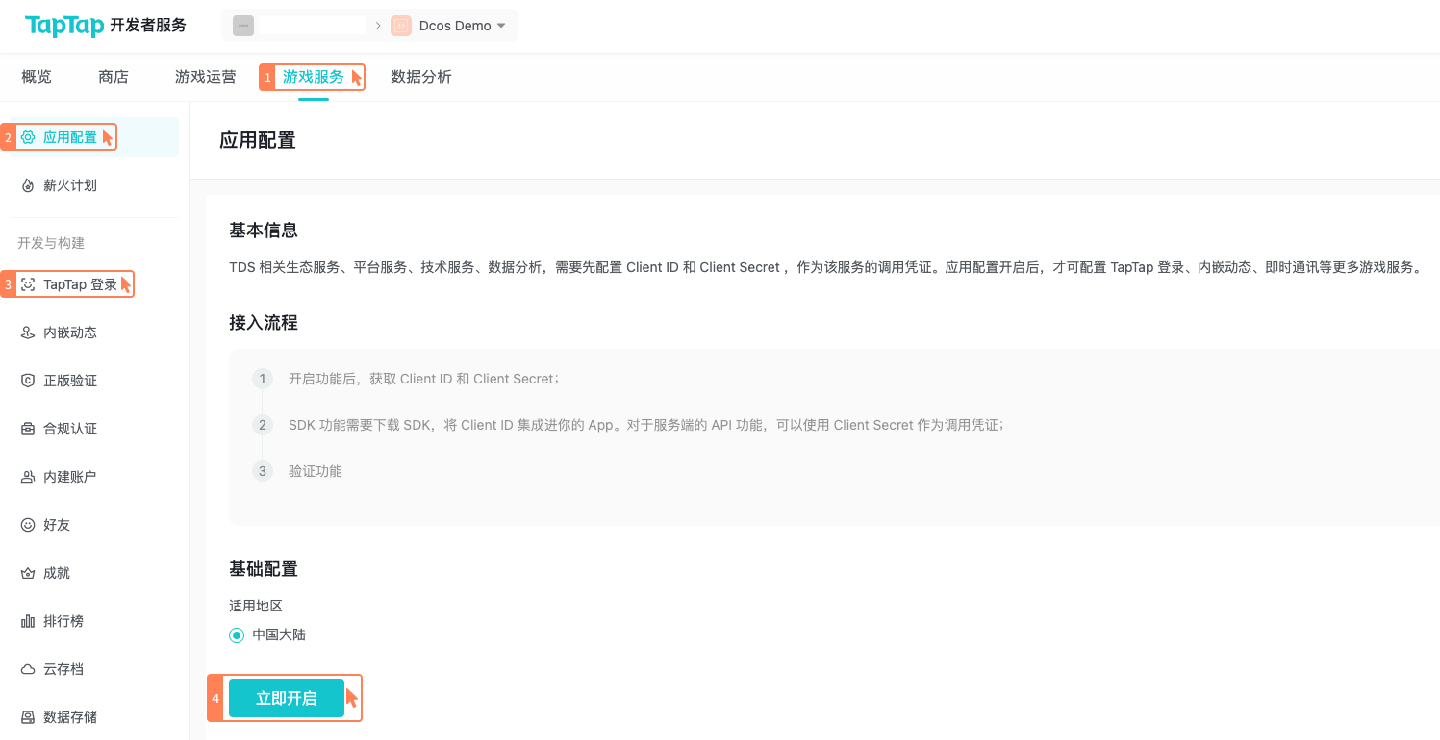 TapTap 开发者服务
Dcos Demo
概览 商店 游戏运营 1 游戏服务 数据分析
2 应用配置
薪火计划
开发与构建
3 TapTap 登录
内嵌动态
正版验证
合规认证
内建账户
好友
成就
排行榜
云存档
数据存储
应用配置
基本信息
TDS 相关生态服务、平台服务、技术服务、数据分析，需要先配置 Client ID 和 Client Secret ，作为该服务的调用凭证。应用配置开启后，才可配置 TapTap 登录、内嵌动态、即时通讯等更多游戏服务。
接入流程
1 开启功能后，获取 Client ID 和 Client Secret；
2 SDK 功能需要下载 SDK，将 Client ID 集成进你的 App。对于服务端的 API 功能，可以使用 Client Secret 作为调用凭证；
3 验证功能
基础配置
适用地区
中国大陆
4 立即开启